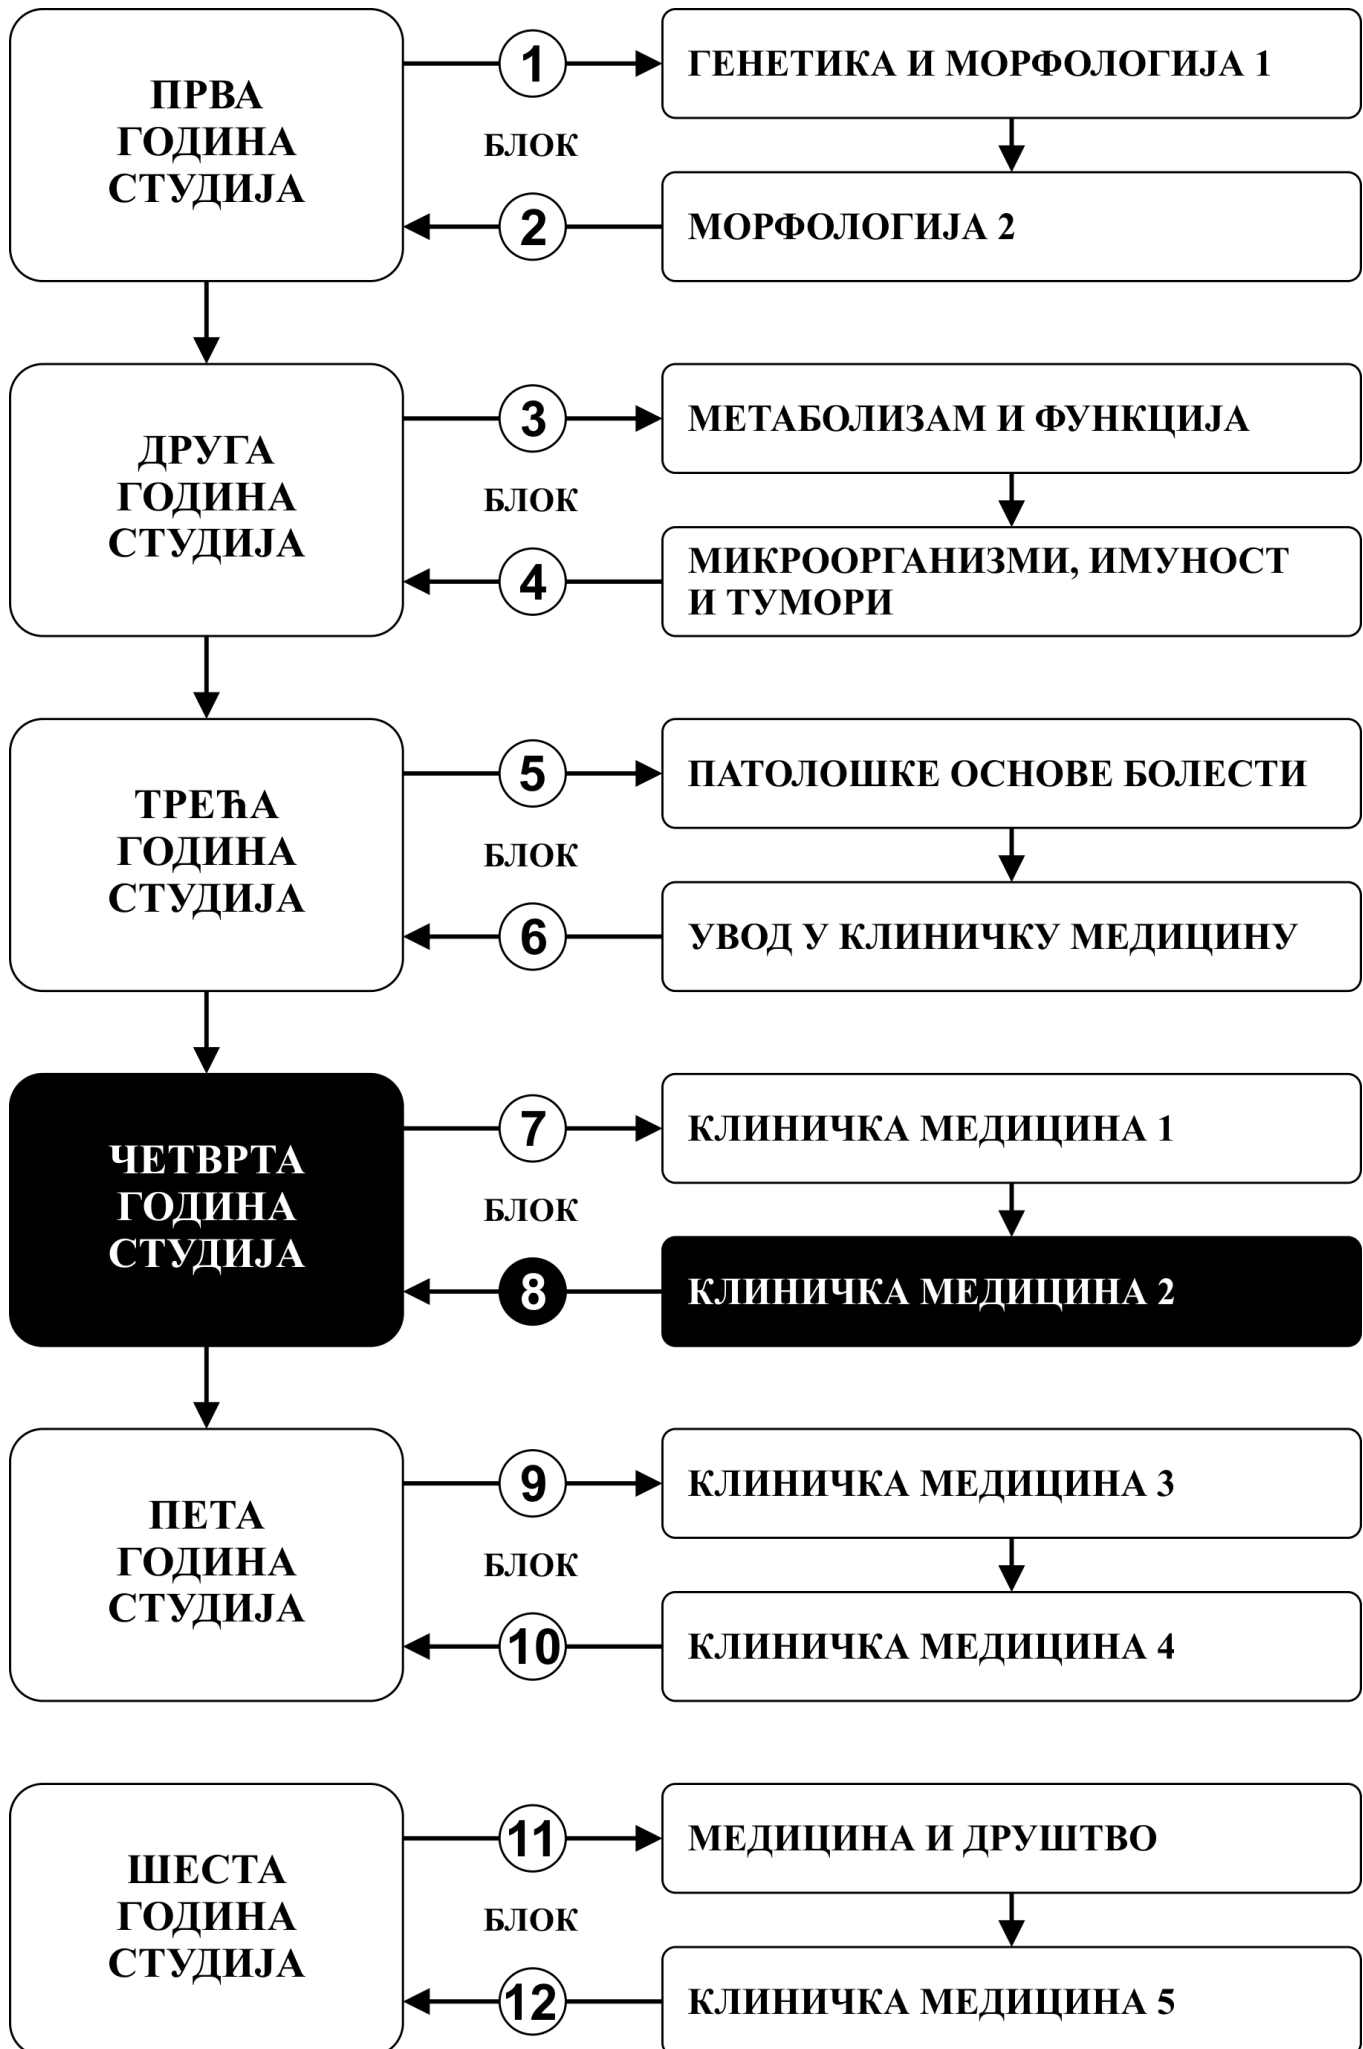 ПРВА
ГОДИНА
СТУДИЈА
1
БЛОК
2
ГЕНЕТИКА И МОРФОЛОГИЈА 1
МОРФОЛОГИЈА 2
ДРУГА
ГОДИНА
СТУДИЈА
3
БЛОК
4
МЕТАБОЛИЗАМ И ФУНКЦИЈА
МИКРООРГАНИЗМИ, ИМУНОСТ
И ТУМОРИ
ТРЕЋА
ГОДИНА
СТУДИЈА
5
БЛОК
6
ПАТОЛОШКЕ ОСНОВЕ БОЛЕСТИ
УВОД У КЛИНИЧКУ МЕДИЦИНУ
ЧЕТВРТА
ГОДИНА
СТУДИЈА
7
БЛОК
8
КЛИНИЧКА МЕДИЦИНА 1
КЛИНИЧКА МЕДИЦИНА 2
ПЕТА
ГОДИНА
СТУДИЈА
9
БЛОК
10
КЛИНИЧКА МЕДИЦИНА 3
КЛИНИЧКА МЕДИЦИНА 4
ШЕСТА
ГОДИНА
СТУДИЈА
11
БЛОК
12
МЕДИЦИНА И ДРУШТВО
КЛИНИЧКА МЕДИЦИНА 5